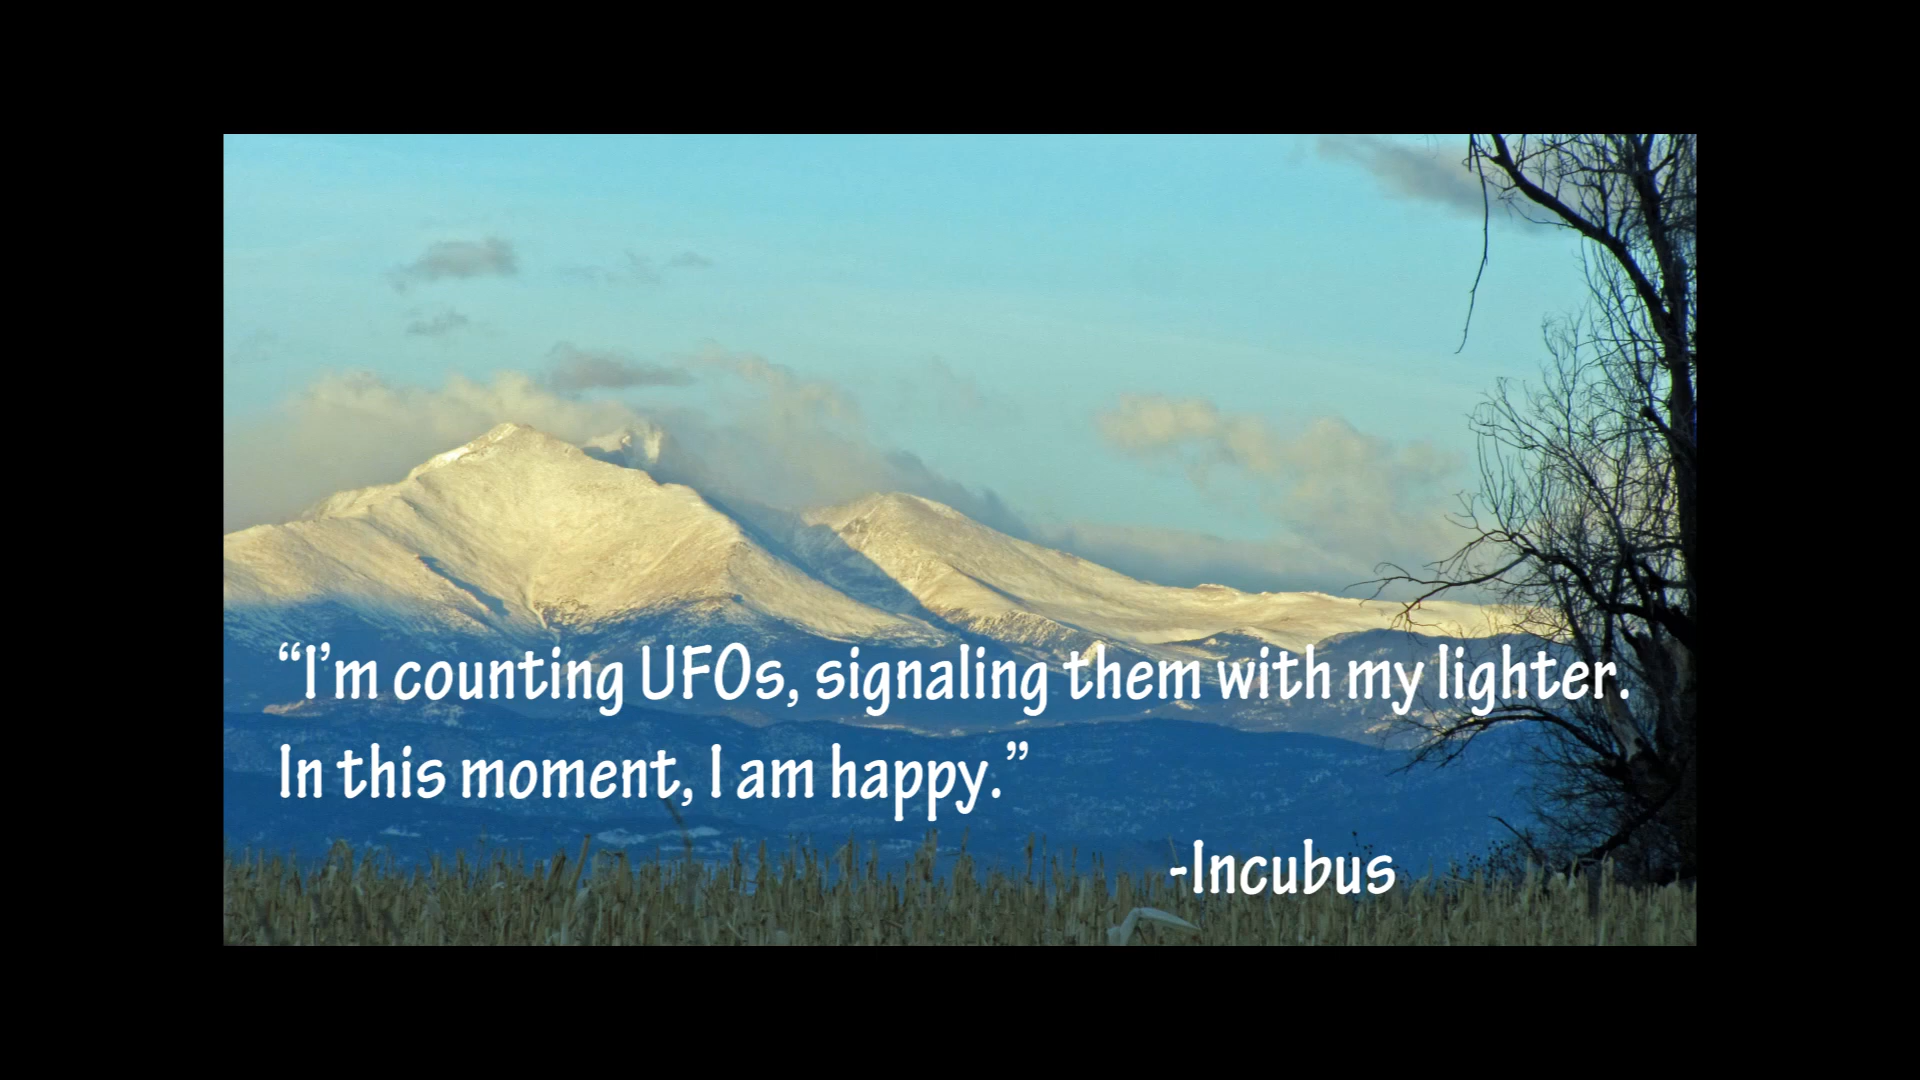 “I’m counting UFOs, signaling them with my lighter.
In this moment, I am happy.”
-Incubus